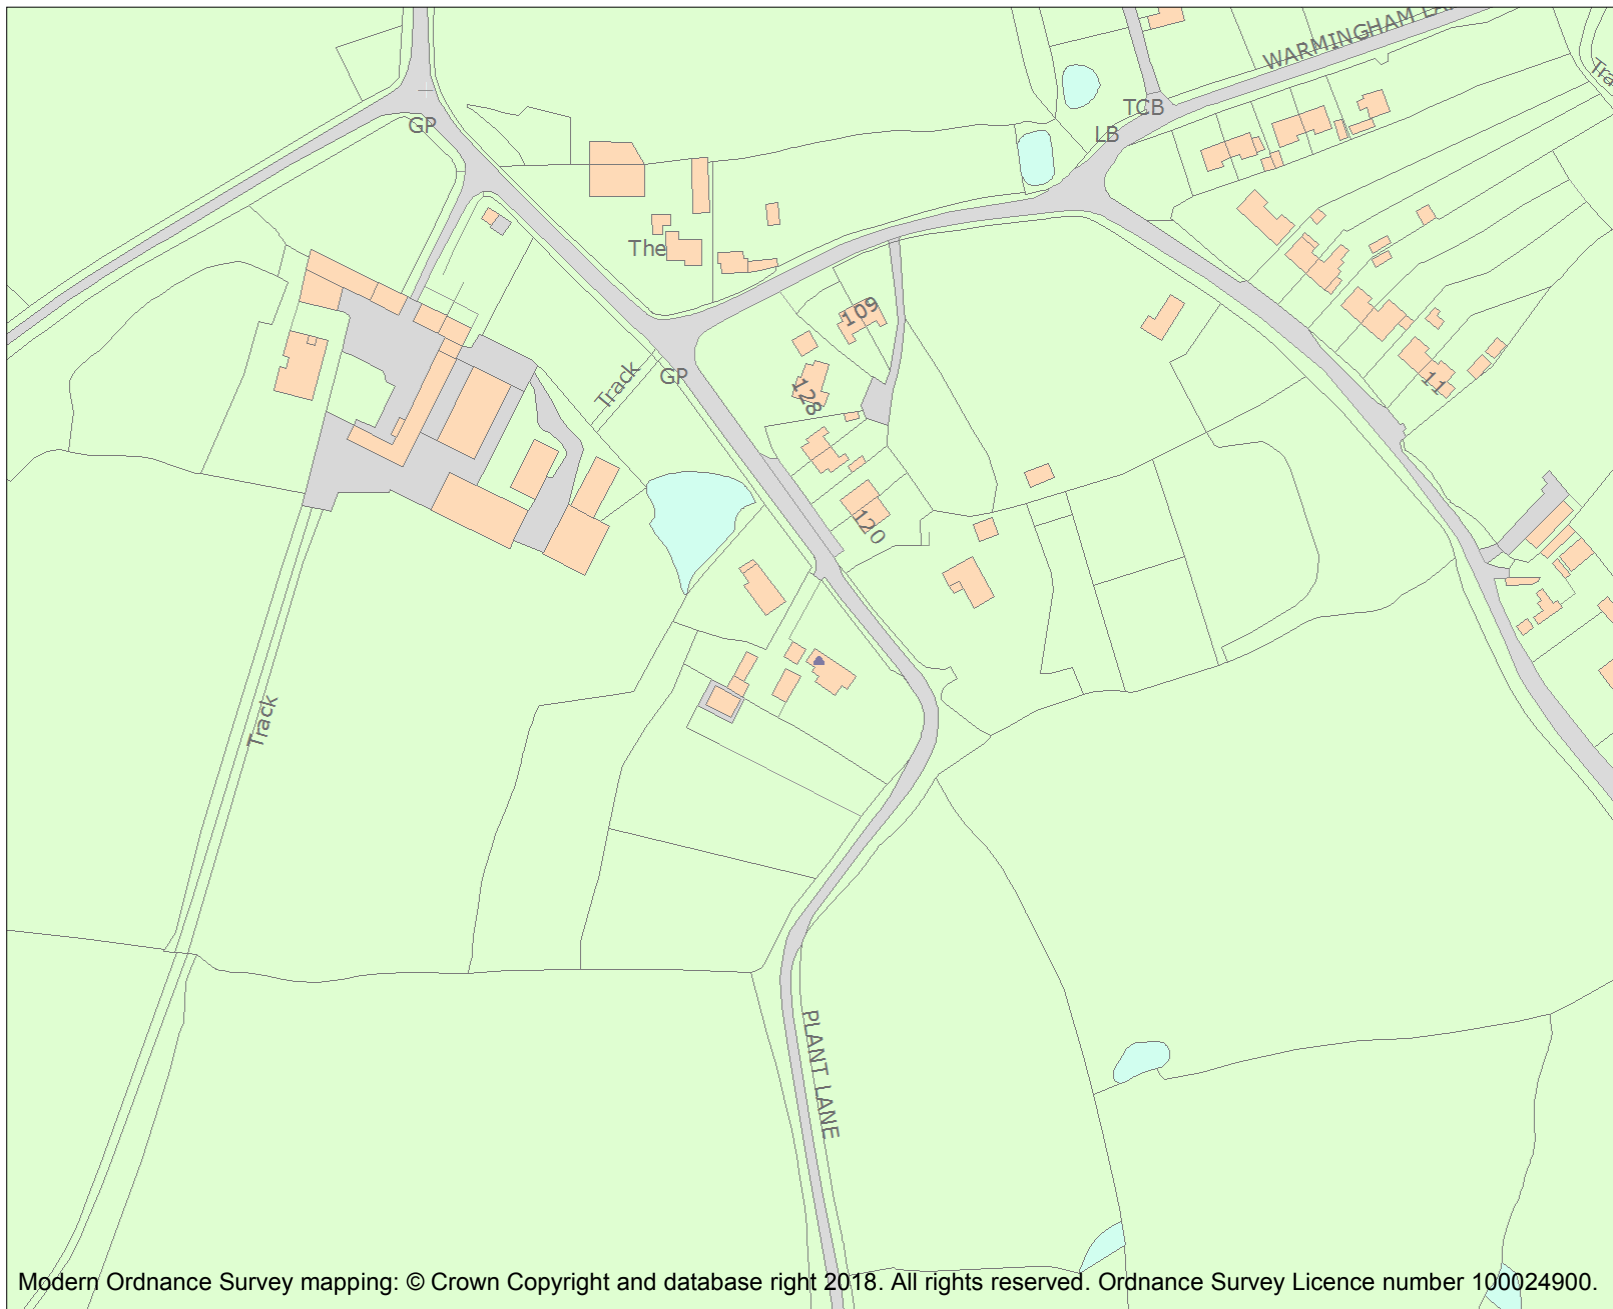 WARMINGHAM LA
Tra
TCB
GP
LB
The
109
Track
GP
128
11
120
Track
PLANT LANE
Modern Ordnance Survey mapping: © Crown Copyright and database right 2018. All rights reserved. Ordnance Survey Licence number 100024900.